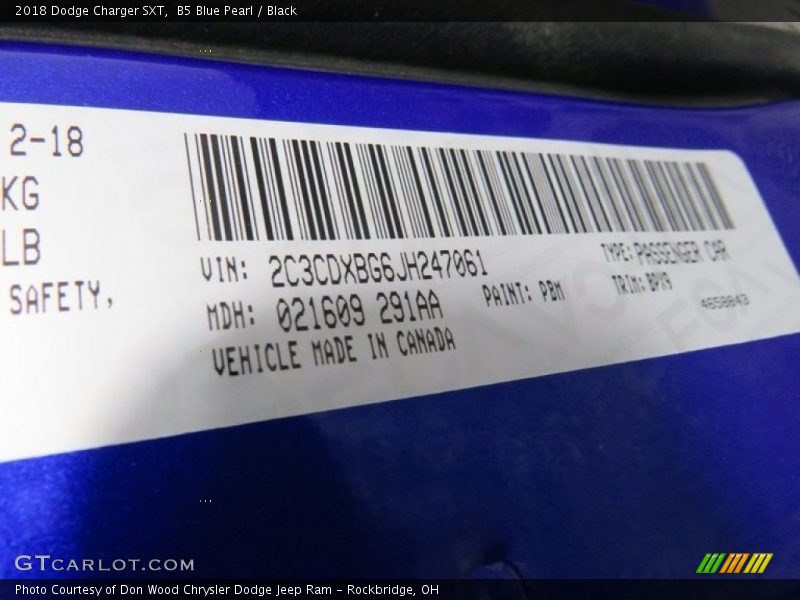 2018 Dodge Charger SXT,  B5 Blue Pearl / Black
2-18
KG
LB
SAFETY,
VIN: 2C3CDXBG6JH247061
TYPE: PASSENGER CAR
MDH: 021609 291AA
PAINT: PBM
TRIM: BPX9
4658843
VEHICLE MADE IN CANADA
GTCARLOT.COM
Photo Courtesy of Don Wood Chrysler Dodge Jeep Ram - Rockbridge, OH